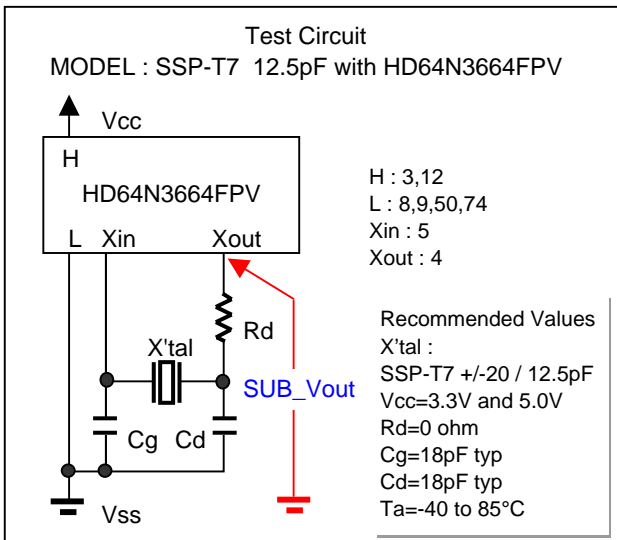 Test Circuit
MODEL : SSP-T7 12.5pF with HD64N3664FPV
Vcc
H
HD64N3664FPV
L Xin Xout
H : 3,12
L : 8,9,50,74
Xin : 5
Xout : 4
Rd
X'tal
SUB_Vout
Cg Cd
Vss
Recommended Values
X'tal :
SSP-T7 +/-20 / 12.5pF
Vcc=3.3V and 5.0V
Rd=0 ohm
Cg=18pF typ
Cd=18pF typ
Ta=-40 to 85°C